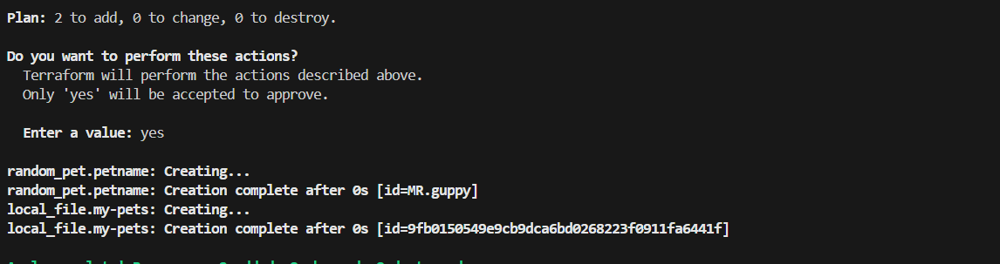 Plan: 2 to add, 0 to change, 0 to destroy.
Do you want to perform these actions?
Terraform will perform the actions described above.
Only 'yes' will be accepted to approve.
Enter a value: yes
random_pet.petname: Creating...
random_pet.petname: Creation complete after 0s [id=MR.guppy]
local_file.my-pets: Creating...
local_file.my-pets: Creation complete after 0s [id=9fb0150549e9cb9dca6bd0268223f0911fa6441f]